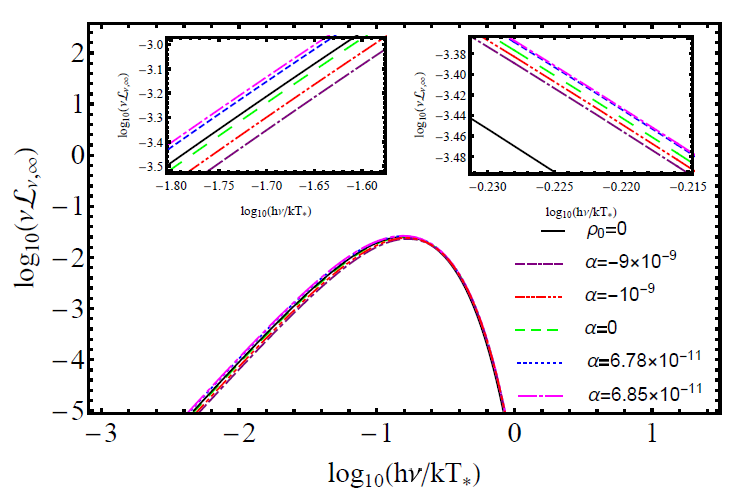 log₁₀(ν𝓛ν,∞)
2
1
0
−1
−2
−3
−4
−5
−3
−2
−1
0
1
log₁₀(hν/kT∗)
log₁₀(ν𝓛ν,∞)
−3.0
−3.1
−3.2
−3.3
−3.4
−3.5
−1.80
−1.75
−1.70
−1.65
−1.60
log₁₀(hν/kT∗)
log₁₀(ν𝓛ν,∞)
−3.38
−3.40
−3.42
−3.44
−3.46
−3.48
−0.230
−0.225
−0.220
−0.215
log₁₀(hν/kT∗)
ρ₀=0
α=−9×10⁻⁹
α=−10⁻⁹
α=0
α=6.78×10⁻¹¹
α=6.85×10⁻¹¹